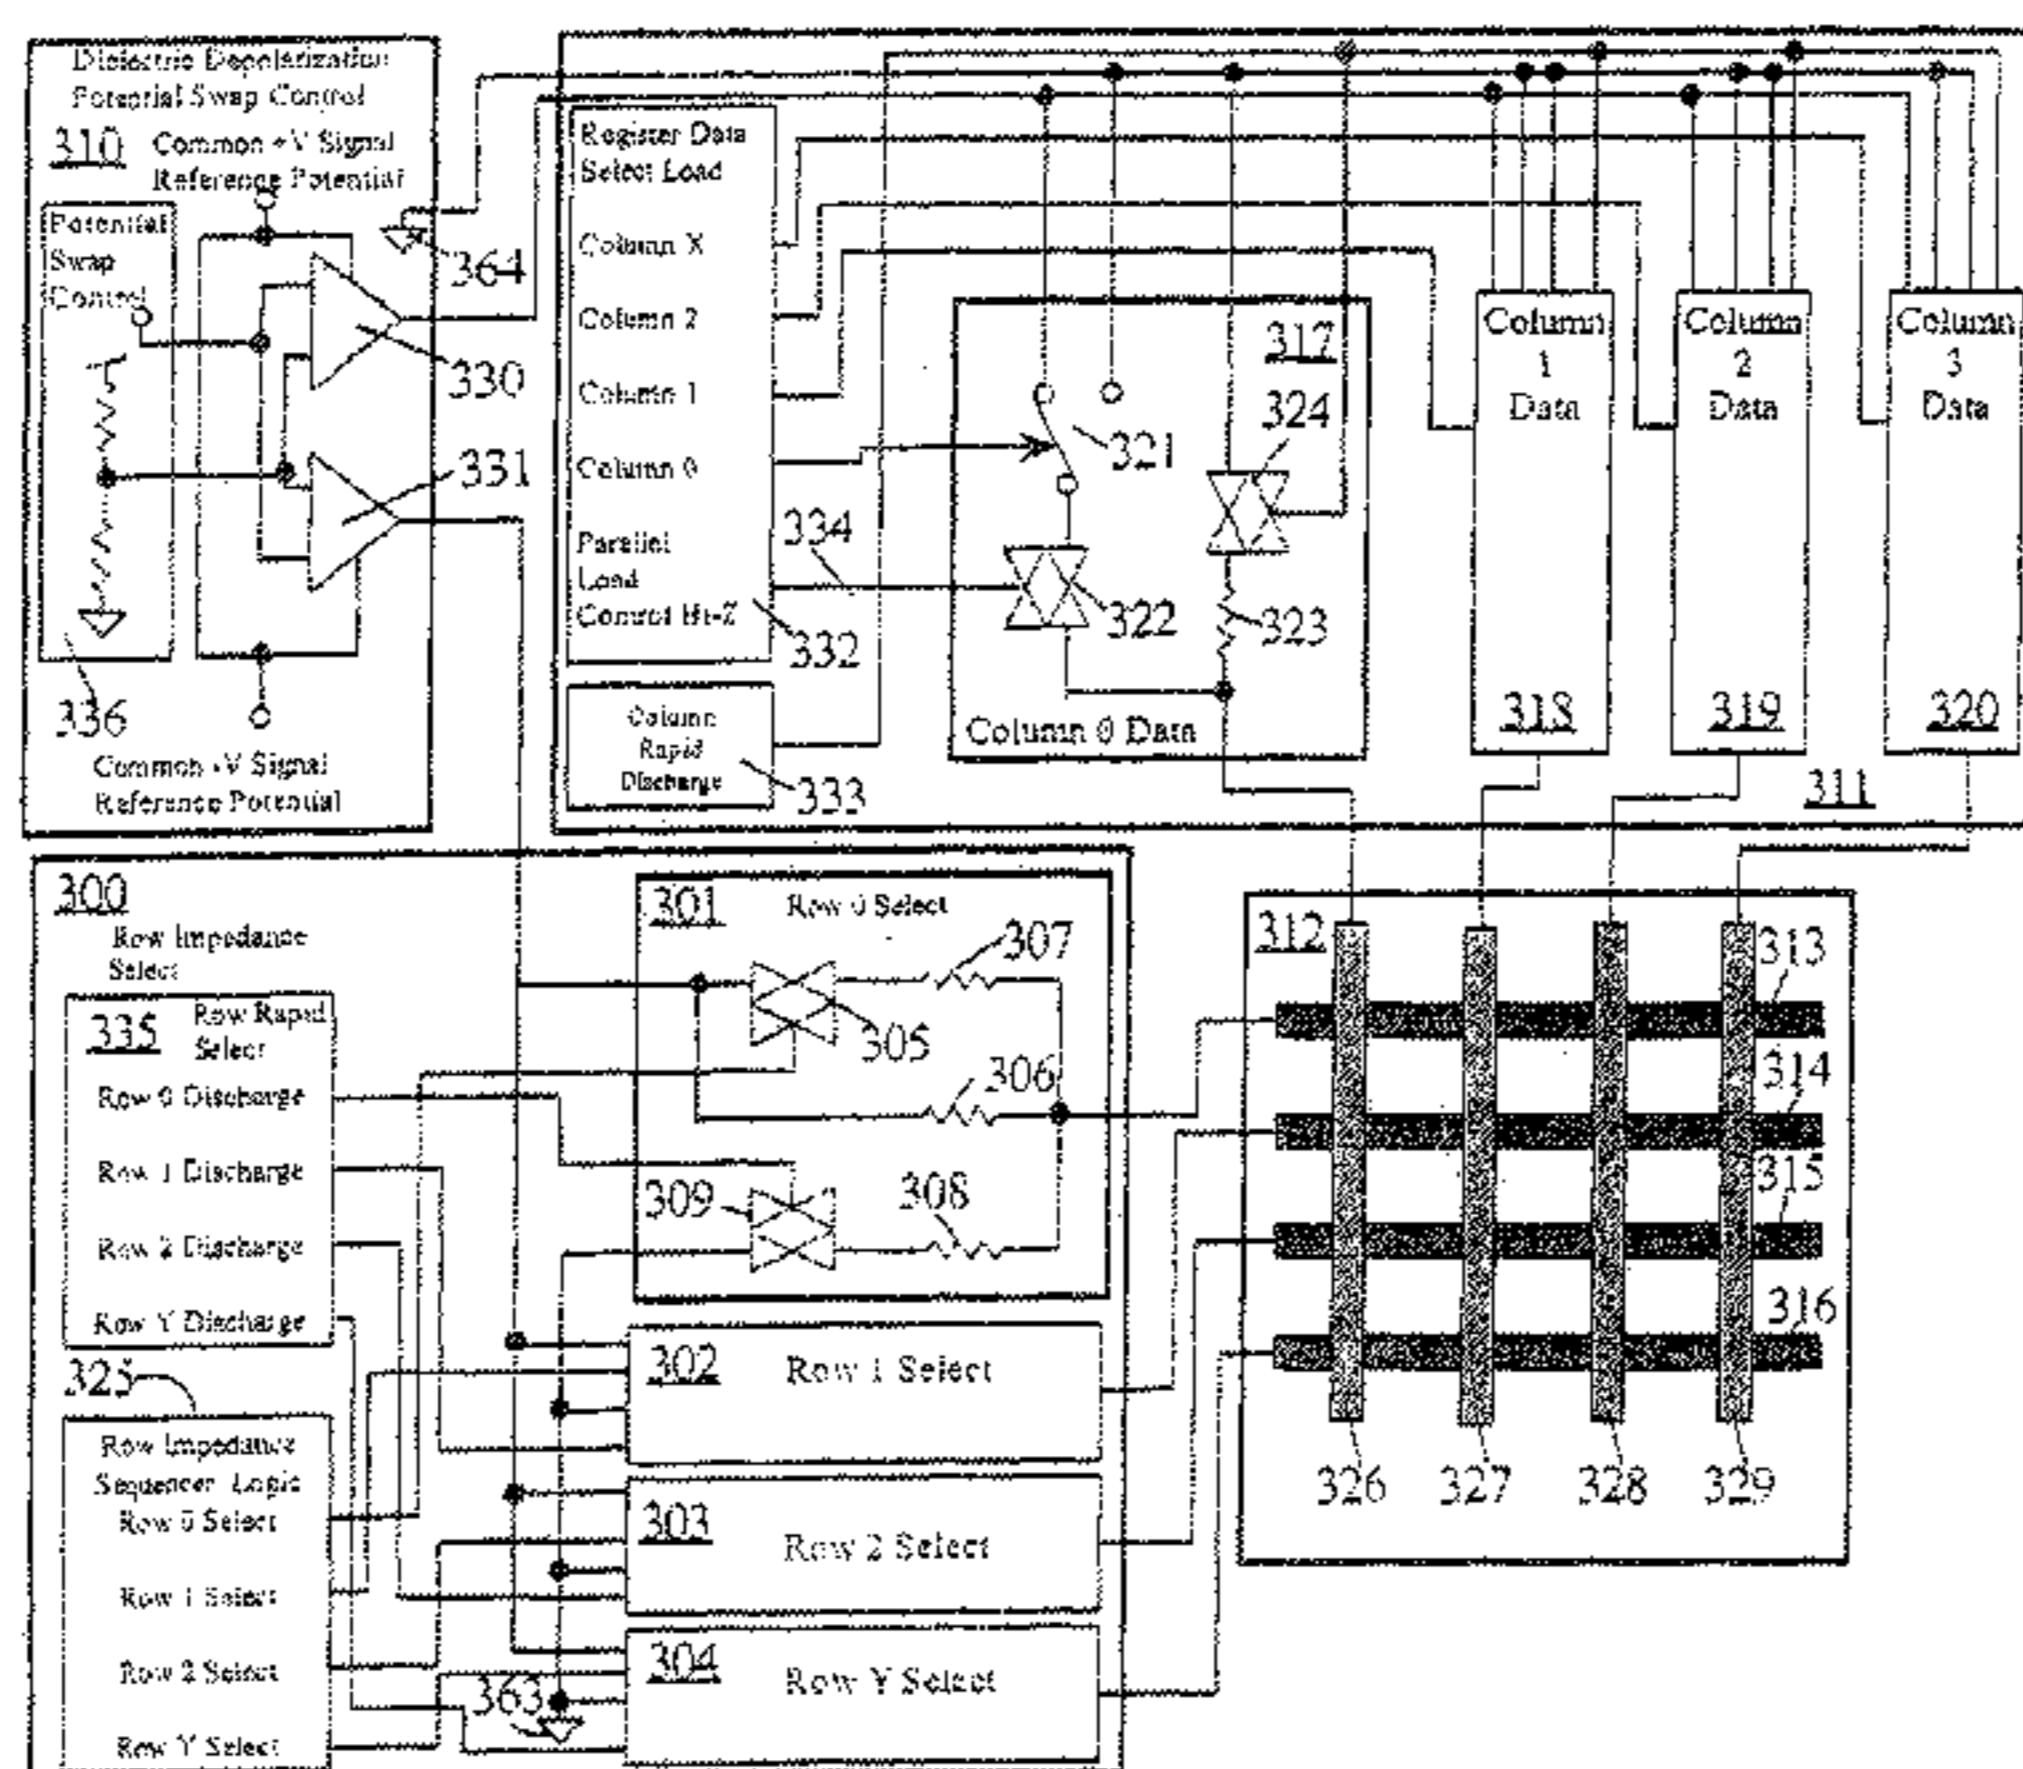 Dielectric Depolarization
Potential Swap Control
310
Common +V Signal
Reference Potential
Potential
Swap
Control
364
330
331
336
Common -V Signal
Reference Potential
Register Data
Select Load
Column X
Column 2
Column 1
Column 0
Parallel
Load
Control Hi-Z
332
334
Column
Rapid
Discharge
333
317
321
324
322
323
Column 0 Data
Column
1
Data
318
Column
2
Data
319
Column
3
Data
320
311
300
Row Impedance
Select
335
Row Rapid
Select
Row 0 Discharge
Row 1 Discharge
Row 2 Discharge
Row Y Discharge
325
Row Impedance
Sequencer Logic
Row 0 Select
Row 1 Select
Row 2 Select
Row Y Select
301
Row 0 Select
307
305
306
309
308
302
Row 1 Select
303
Row 2 Select
304
Row Y Select
363
312
313
314
315
316
326
327
328
329